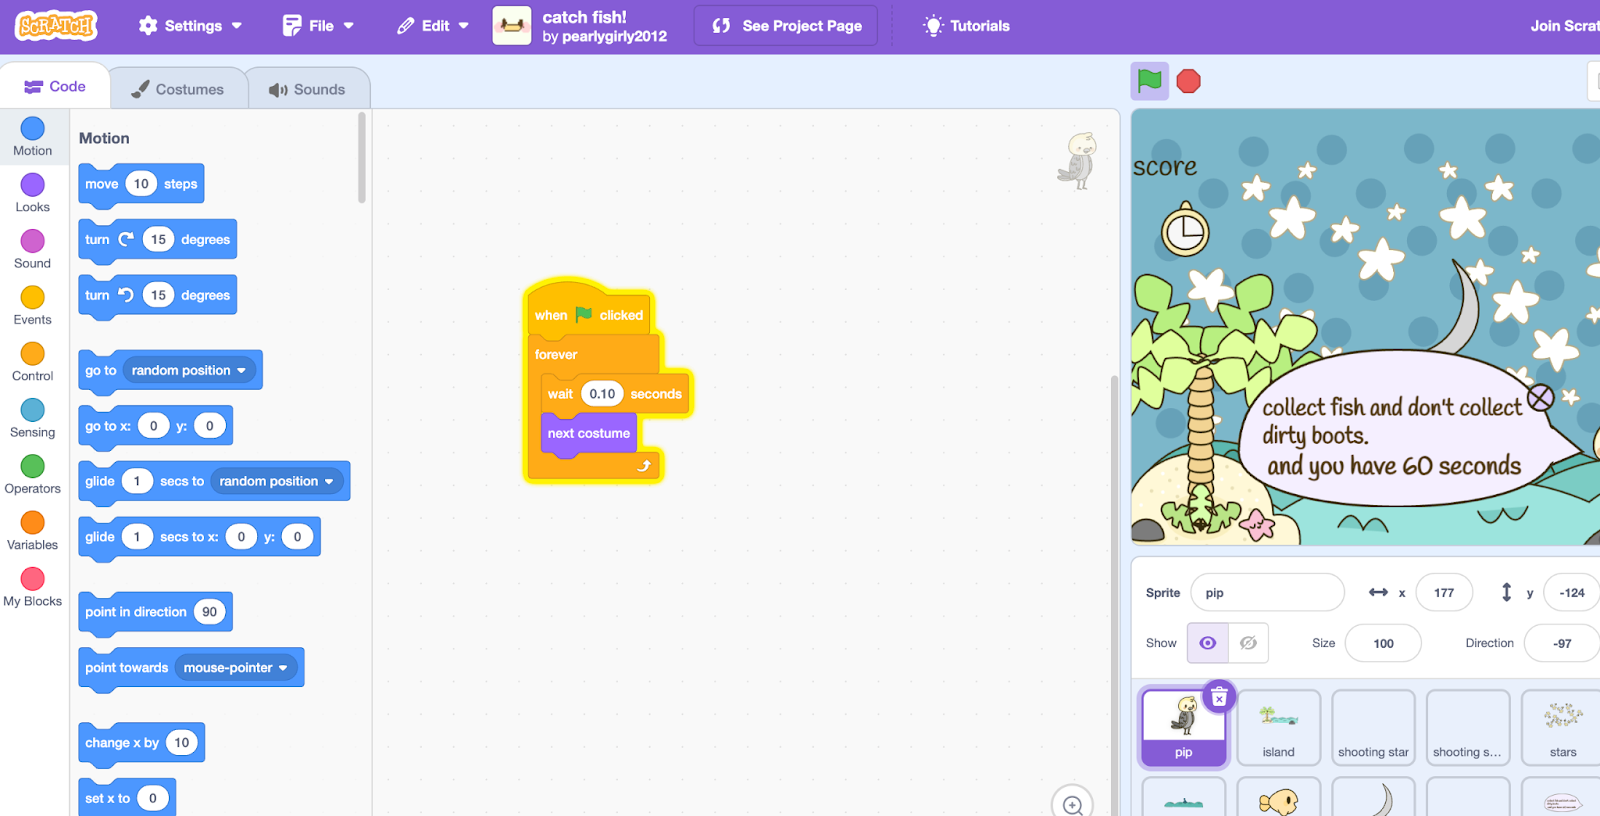 SCRATCH
Settings
File
Edit
catch fish!
by pearlygirly2012
See Project Page
Tutorials
Join Scrat
Code
Costumes
Sounds
Motion
Looks
Sound
Events
Control
Sensing
Operators
Variables
My Blocks
Motion
move 10 steps
turn 15 degrees
turn 15 degrees
go to random position
go to x: 0 y: 0
glide 1 secs to random position
glide 1 secs to x: 0 y: 0
point in direction 90
point towards mouse-pointer
change x by 10
set x to 0
when clicked
forever
wait 0.10 seconds
next costume
score
collect fish and don't collect
dirty boots.
and you have 60 seconds
Sprite pip x 177 y -124
Show Size 100 Direction -97
pip
island
shooting star
shooting s...
stars